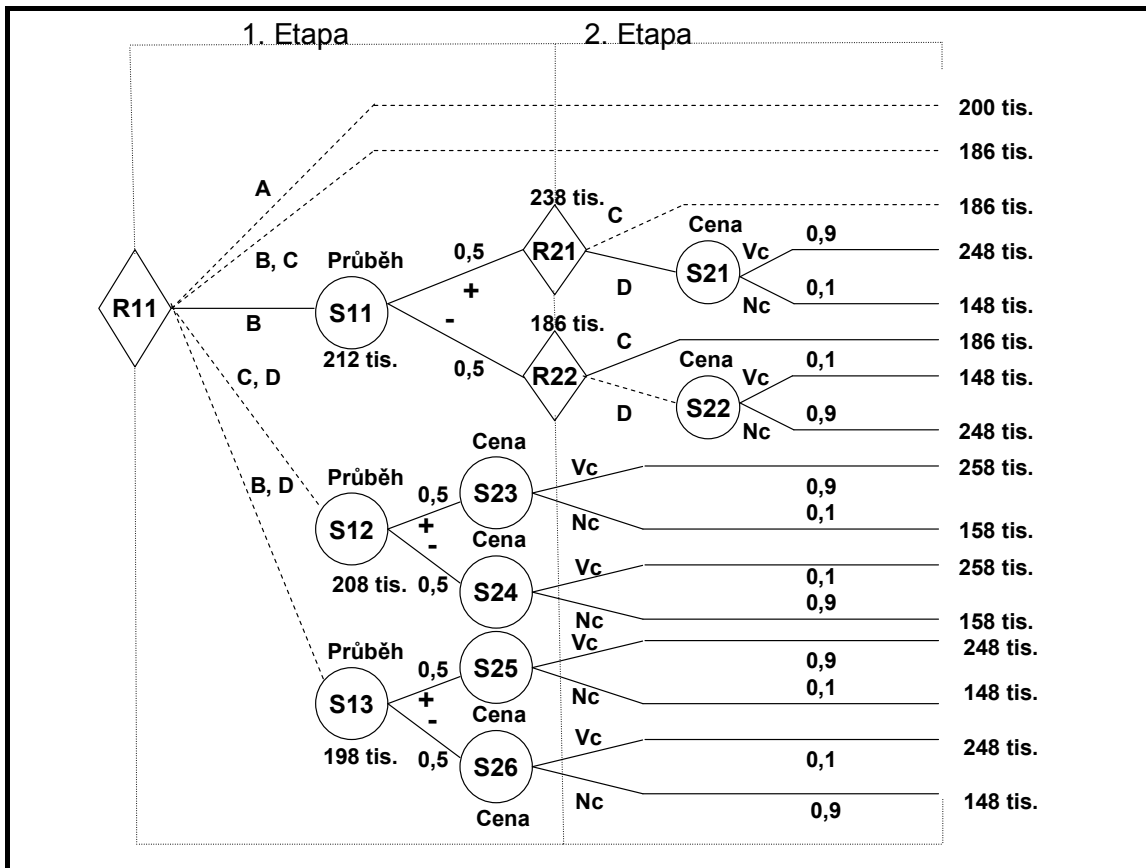 1. Etapa
2. Etapa
200 tis.
A
186 tis.
238 tis.
C
186 tis.
B, C
Průběh
0,5
R21
Cena
Vc
0,9
248 tis.
S21
R11
B
S11
+
D
Nc
0,1
148 tis.
-
186 tis.
C
186 tis.
212 tis.
0,5
R22
Cena
Vc
0,1
148 tis.
C, D
D
S22
Nc
0,9
248 tis.
Cena
Vc
258 tis.
B, D
Průběh
0,5
S23
0,9
S12
+
Nc
0,1
158 tis.
-
Cena
Vc
258 tis.
208 tis.
0,5
S24
0,1
0,9
Nc
158 tis.
Průběh
Vc
248 tis.
0,5
S25
0,9
S13
+
Nc
0,1
148 tis.
-
Cena
198 tis.
0,5
S26
Vc
248 tis.
0,1
Nc
148 tis.
0,9
Cena